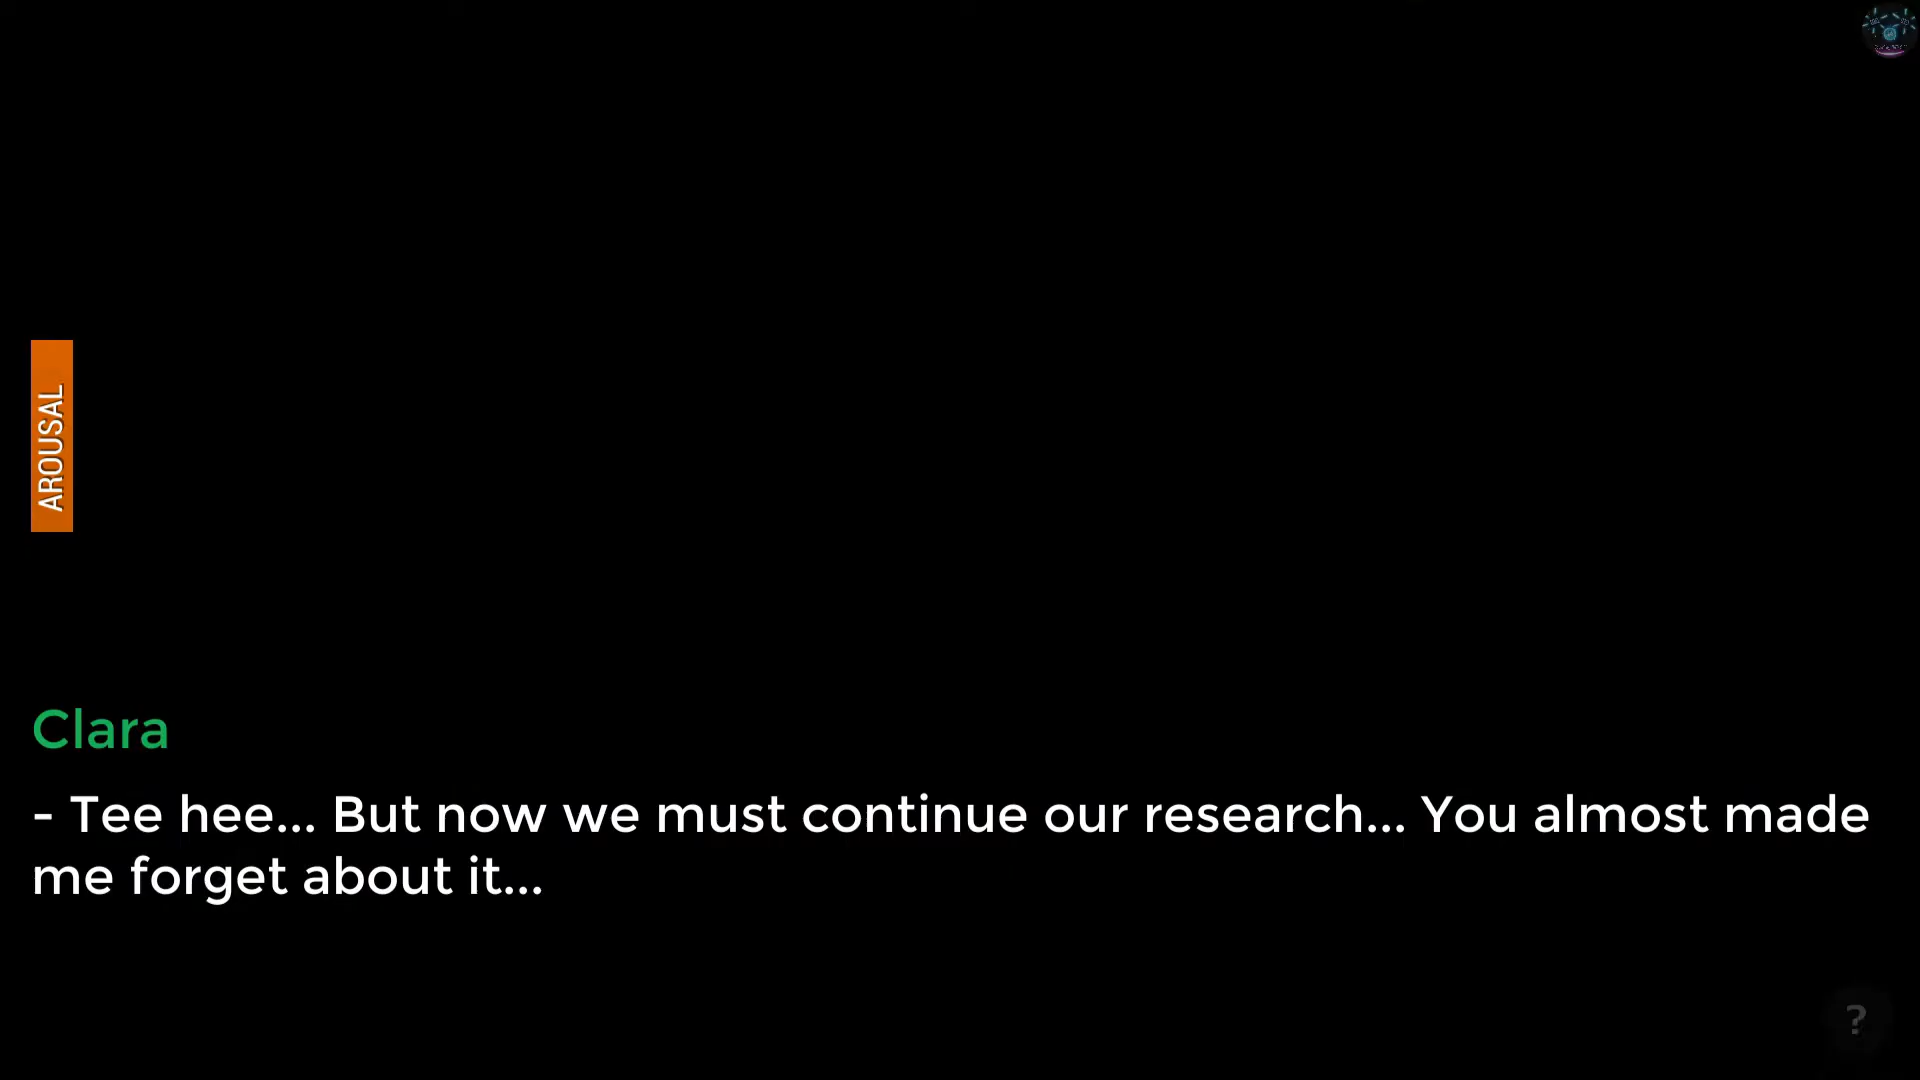 AROUSAL
Clara
- Tee hee... But now we must continue our research... You almost made
me forget about it...
?